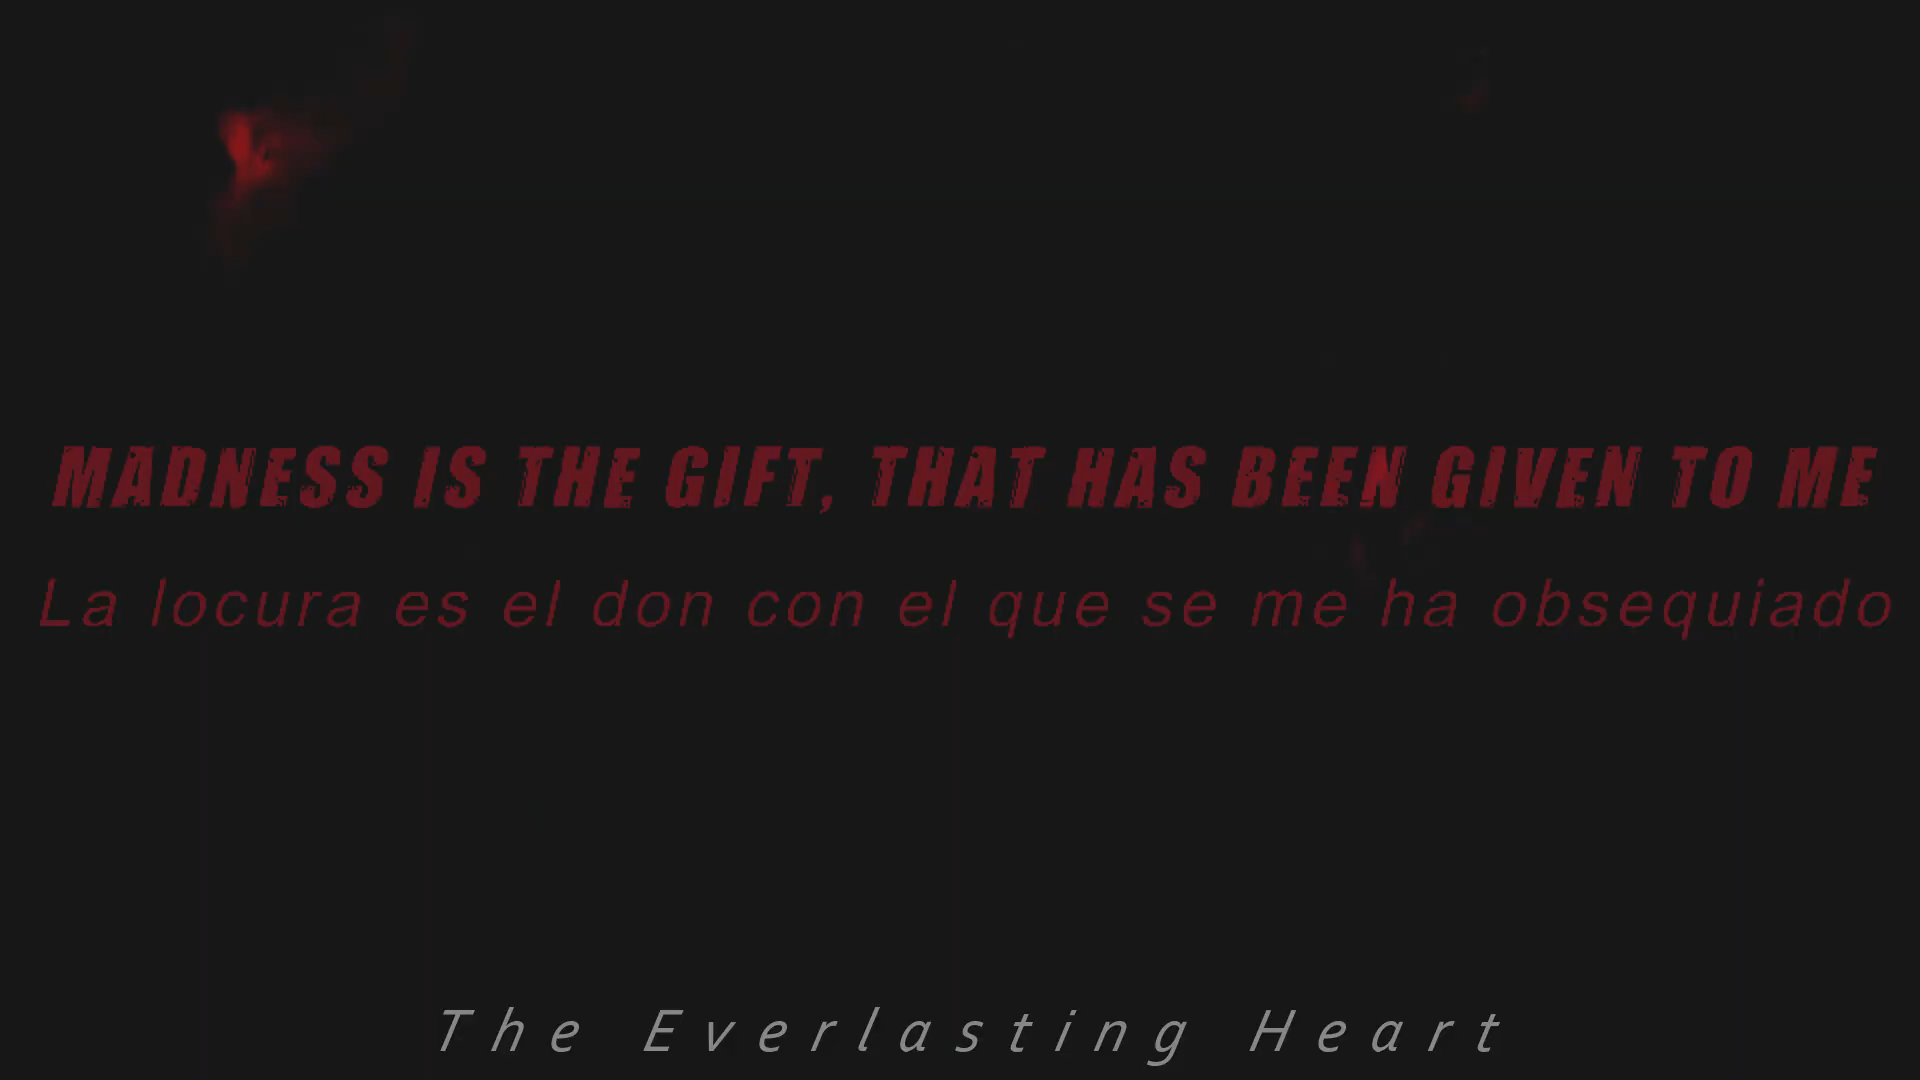 MADNESS IS THE GIFT, THAT HAS BEEN GIVEN TO ME
La locura es el don con el que se me ha obsequiado
The Everlasting Heart